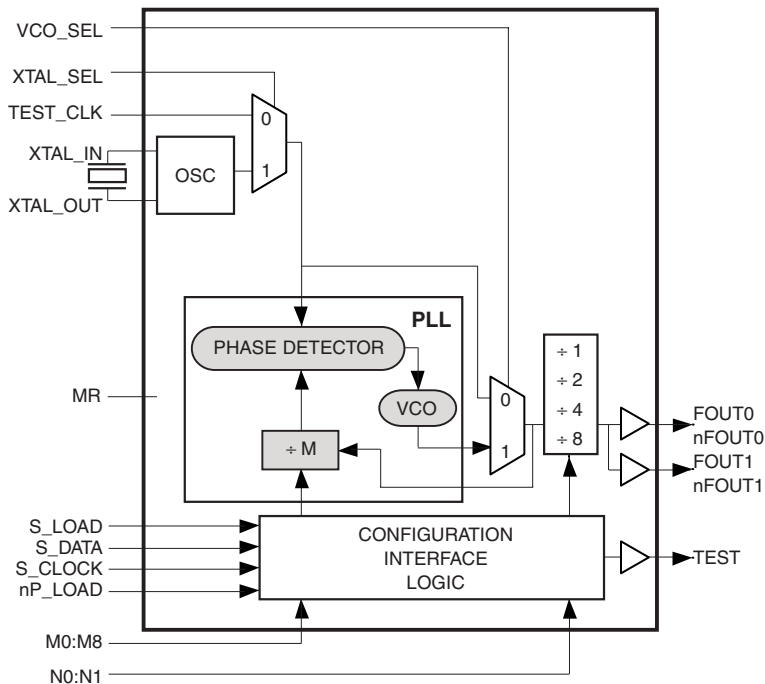 VCO_SEL
XTAL_SEL
TEST_CLK
0
XTAL_IN
OSC
1
XTAL_OUT
PLL
PHASE DETECTOR
÷ 1
÷ 2
÷ 4
÷ 8
MR
VCO
0
1
FOUT0
nFOUT0
FOUT1
nFOUT1
÷ M
S_LOAD
S_DATA
S_CLOCK
nP_LOAD
CONFIGURATION
INTERFACE
LOGIC
TEST
M0:M8
N0:N1